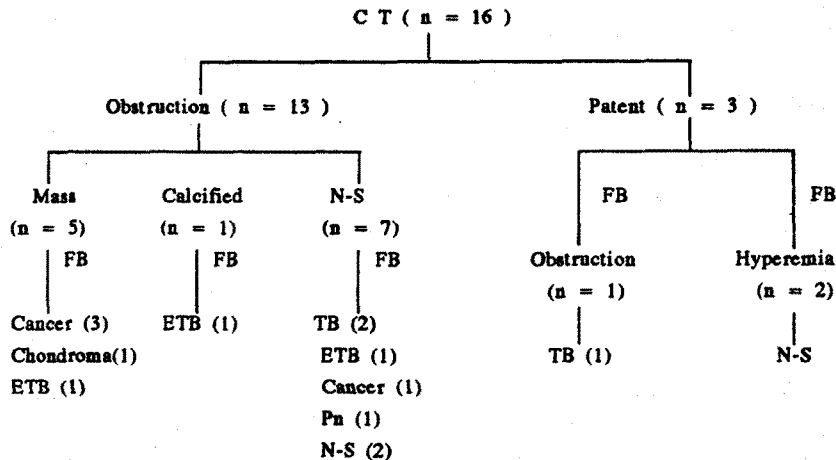 C T ( n = 16 )
Obstruction ( n = 13 )
Patent ( n = 3 )
Mass
(n = 5)
FB
Cancer (3)
Chondroma(1)
ETB (1)
Calcified
(n = 1)
FB
ETB (1)
N-S
(n = 7)
FB
TB (2)
ETB (1)
Cancer (1)
Pn (1)
N-S (2)
FB
Obstruction
(n = 1)
TB (1)
FB
Hyperemia
(n = 2)
N-S